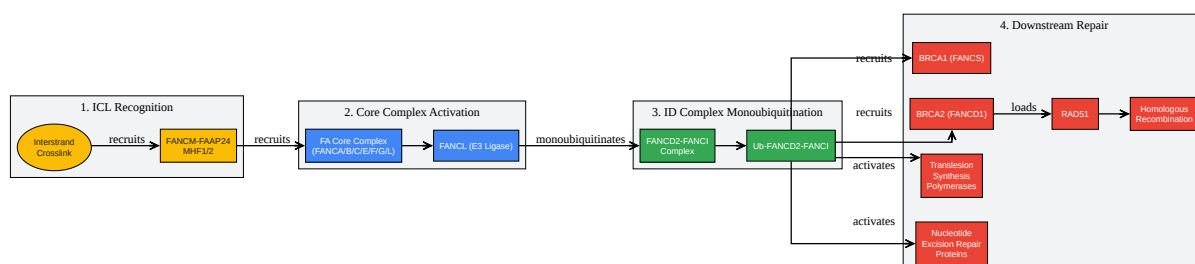 1. ICL Recognition
Interstrand
Crosslink
recruits
FANCM-FAAP24
MHF1/2
recruits
2. Core Complex Activation
FA Core Complex
(FANCA/B/C/E/F/G/L)
FANCL (E3 Ligase)
monoubiquitinates
3. ID Complex Monoubiquitination
FANCD2-FANCI
Complex
Ub-FANCD2-FANCI
4. Downstream Repair
recruits
BRCA1 (FANCS)
recruits
BRCA2 (FANCD1)
loads
RAD51
Homologous
Recombination
activates
Translesion
Synthesis
Polymerases
activates
Nucleotide
Excision Repair
Proteins